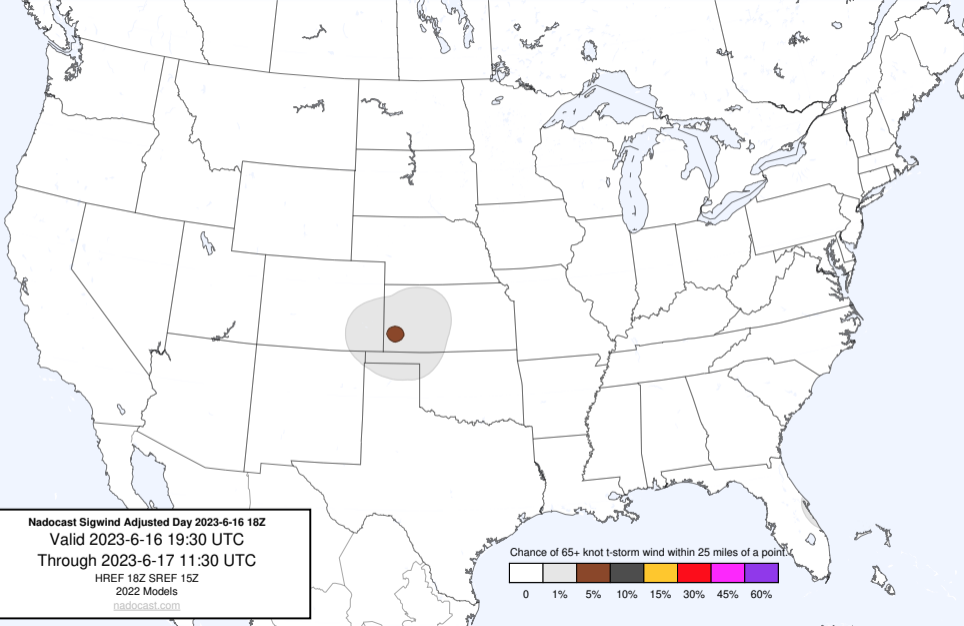 Nadocast Sigwind Adjusted Day 2023-6-16 18Z
Valid 2023-6-16 19:30 UTC
Through 2023-6-17 11:30 UTC
HREF 18Z SREF 15Z
2022 Models
nadocast.com
Chance of 65+ knot t-storm wind within 25 miles of a point.
0 1% 5% 10% 15% 30% 45% 60%